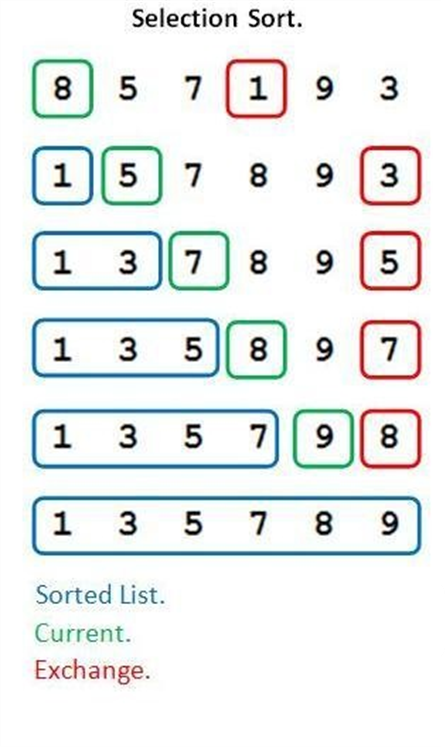 Selection Sort.
8 5 7 1 9 3
1 5 7 8 9 3
1 3 7 8 9 5
1 3 5 8 9 7
1 3 5 7 9 8
1 3 5 7 8 9
Sorted List.
Current.
Exchange.